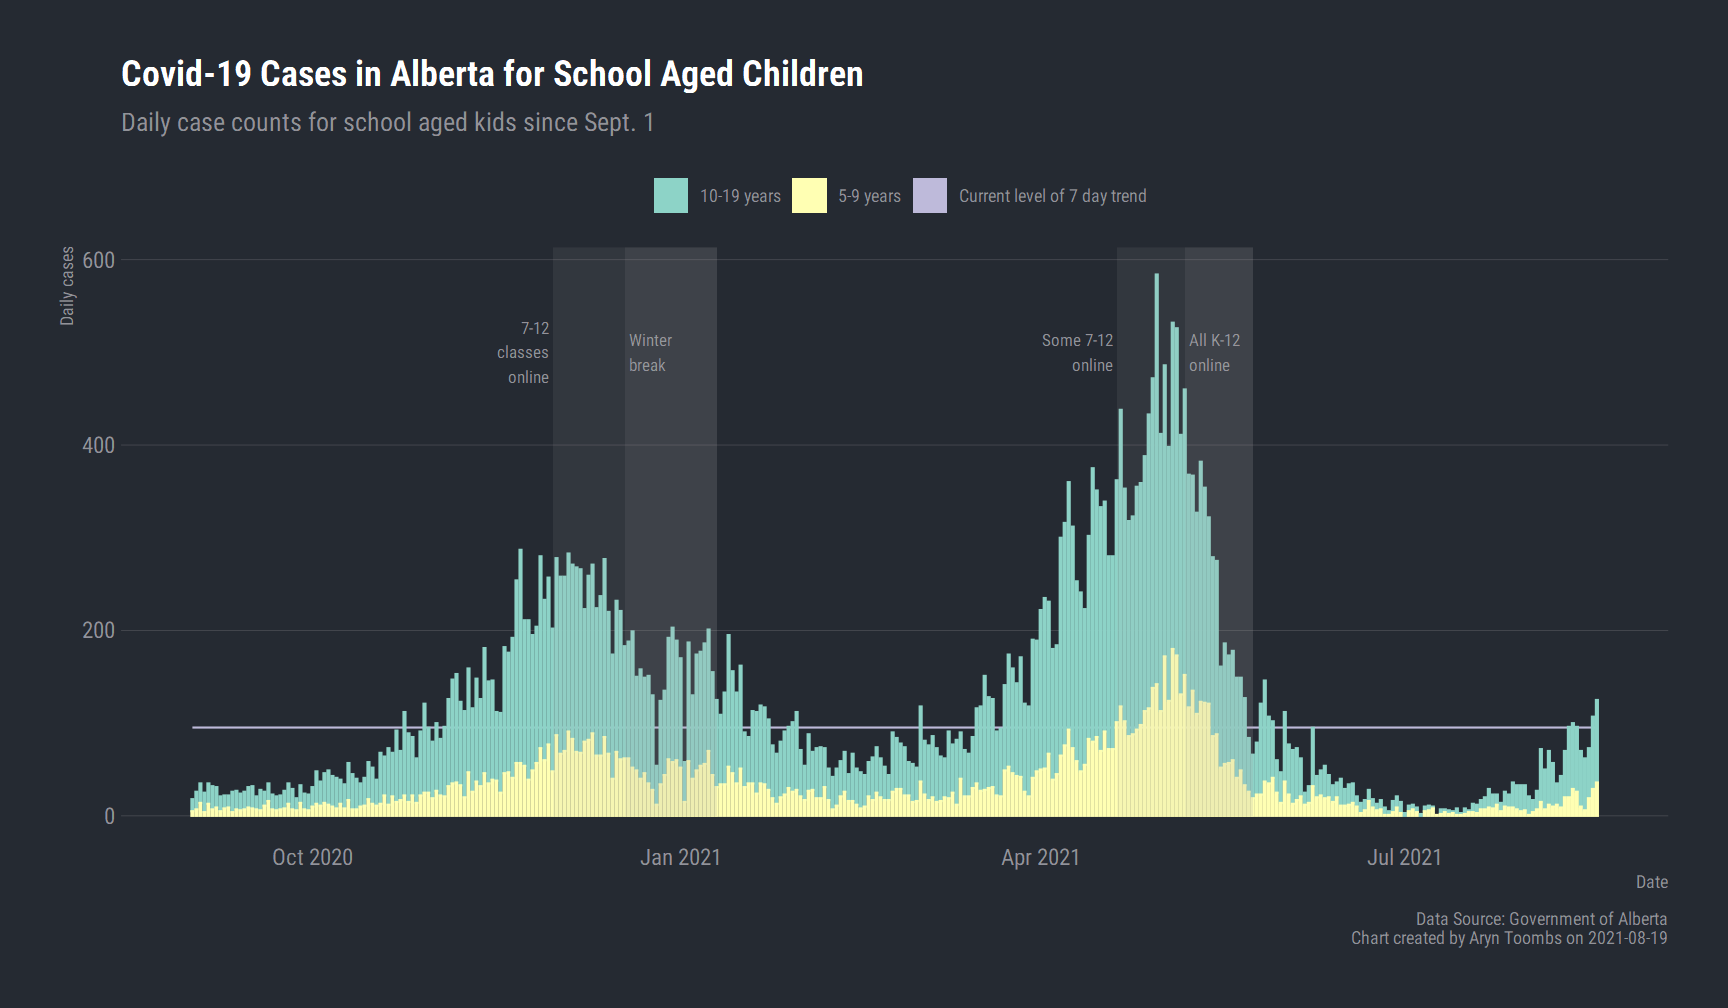 Covid-19 Cases in Alberta for School Aged Children
Daily case counts for school aged kids since Sept. 1
10-19 years
5-9 years
Current level of 7 day trend
Daily cases
600
400
200
0
7-12
classes
online
Winter
break
Some 7-12
online
All K-12
online
Oct 2020
Jan 2021
Apr 2021
Jul 2021
Date
Data Source: Government of Alberta
Chart created by Aryn Toombs on 2021-08-19